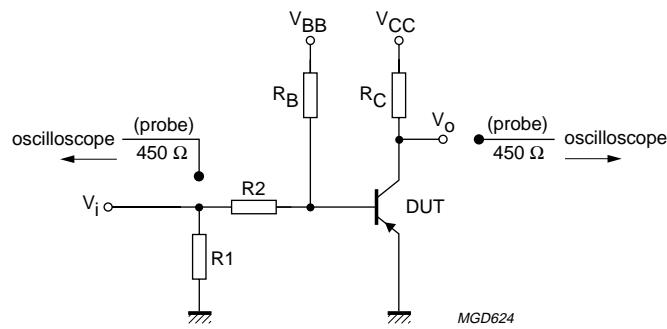 VBB
VCC
RB
RC
(probe)
oscilloscope
450 Ω
Vo
(probe)
oscilloscope
450 Ω
R2
Vi
DUT
R1
MGD624